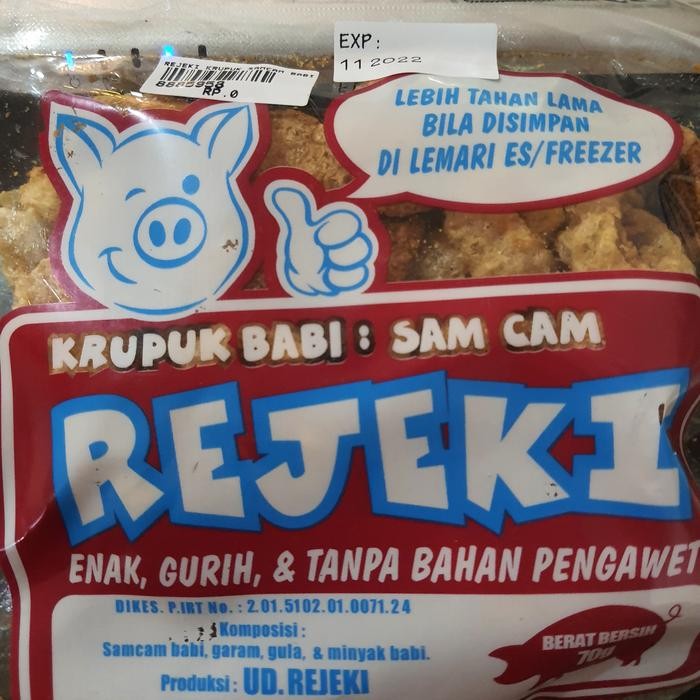 REJEKI KRUPUK SAMCAM BABI
RP.0
EXP:
11 2022
LEBIH TAHAN LAMA
BILA DISIMPAN
DI LEMARI ES/FREEZER
KRUPUK BABI : SAM CAM
REJEKI
ENAK, GURIH, & TANPA BAHAN PENGAWET
DIKES. P.IRT No. : 2.01.5102.01.0071.24
Komposisi :
Samcam babi, garam, gula, & minyak babi.
Produksi : UD. REJEKI
BERAT BERSIH
70g